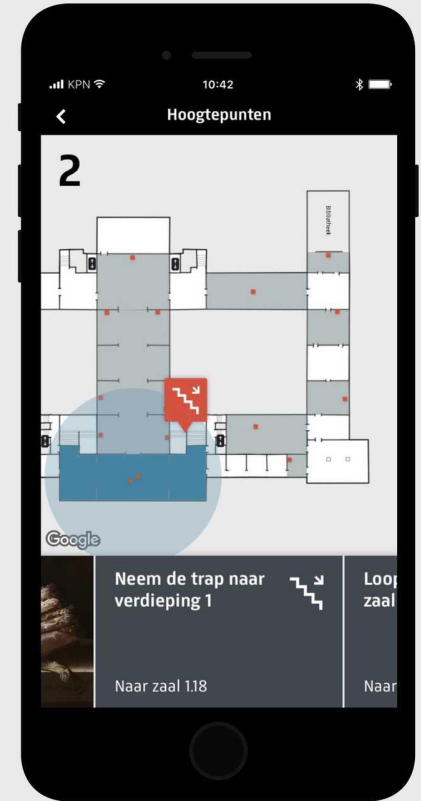 KPN
10:42
Hoogtepunten
2
Bibliotheek
Google
Neem de trap naar
verdieping 1
Naar zaal 1.18
Loop
zaal
Naar